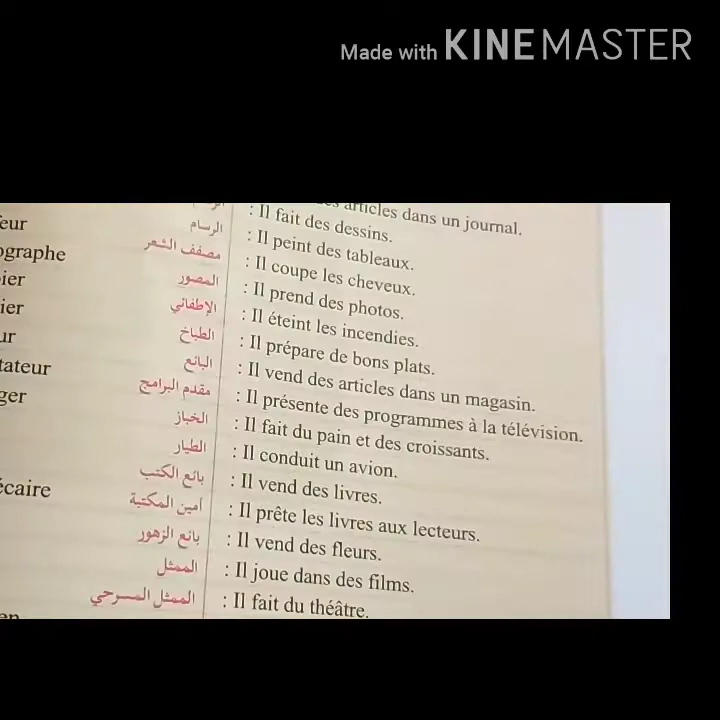 Made with KINEMASTER
articles dans un journal.
: Il fait des dessins.
feur الرسام : Il peint des tableaux.
ographe مصفف الشعر : Il coupe les cheveux.
ier المصور : Il prend des photos.
ier الإطفائي : Il éteint les incendies.
ur الطباخ : Il prépare de bons plats.
tateur البائع : Il vend des articles dans un magasin.
ger مقدم البرامج : Il présente des programmes à la télévision.
الخباز : Il fait du pain et des croissants.
الطيار : Il conduit un avion.
بائع الكتب : Il vend des livres.
écaire أمين المكتبة : Il prête les livres aux lecteurs.
بائع الزهور : Il vend des fleurs.
الممثل : Il joue dans des films.
الممثل المسرحي : Il fait du théâtre.